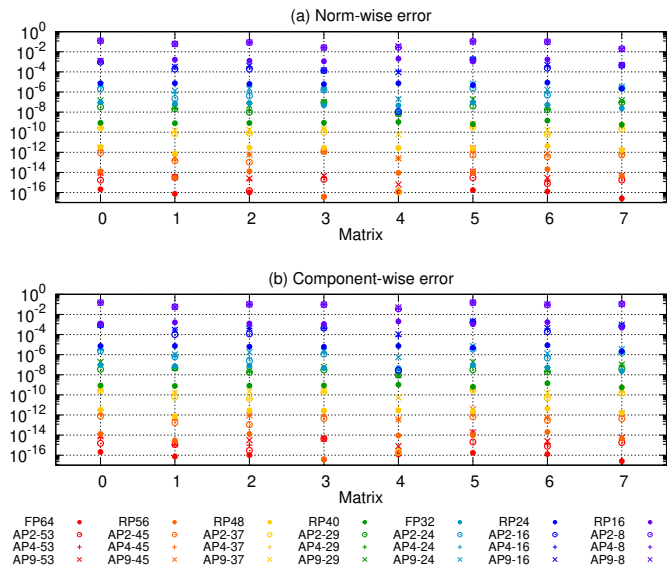 (a) Norm-wise error
10^0
10^-2
10^-4
10^-6
10^-8
10^-10
10^-12
10^-14
10^-16
0 1 2 3 4 5 6 7
Matrix
(b) Component-wise error
10^0
10^-2
10^-4
10^-6
10^-8
10^-10
10^-12
10^-14
10^-16
0 1 2 3 4 5 6 7
Matrix
FP64 RP56 RP48 RP40 FP32 RP24 RP16
AP2-53 AP2-45 AP2-37 AP2-29 AP2-24 AP2-16 AP2-8
AP4-53 AP4-45 AP4-37 AP4-29 AP4-24 AP4-16 AP4-8
AP9-53 AP9-45 AP9-37 AP9-29 AP9-24 AP9-16 AP9-8